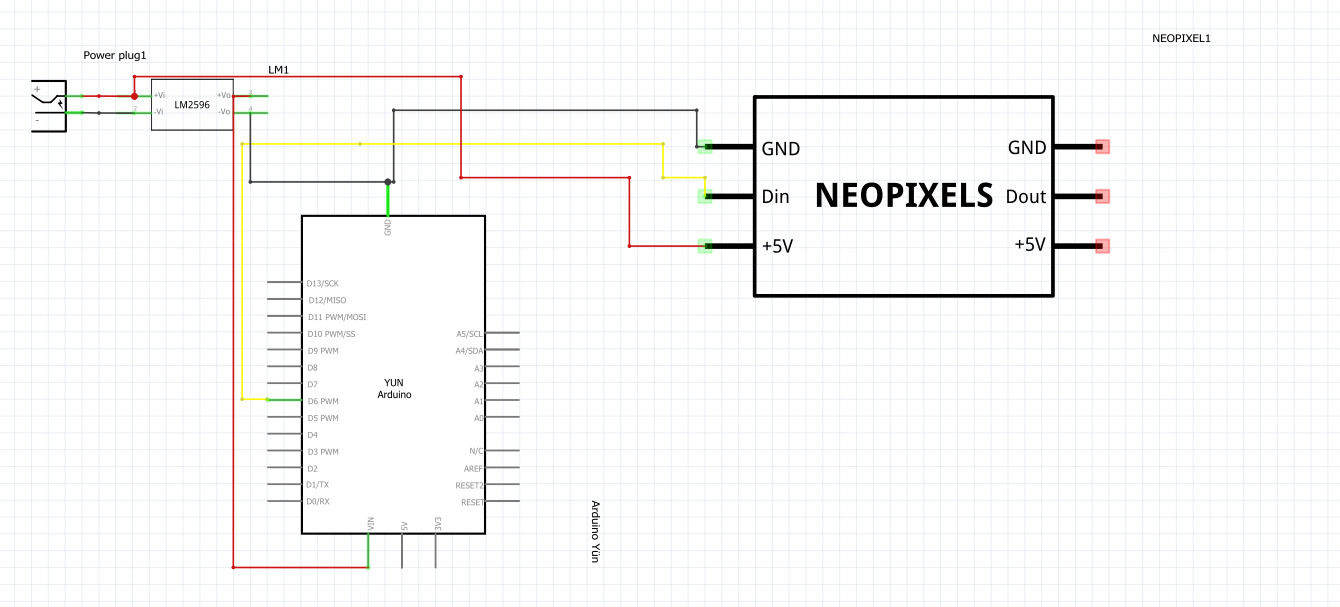 NEOPIXEL1
Power plug1
LM1
+
-
+Vi
-Vi
LM2596
+Vo
-Vo
GND
Din
+5V
NEOPIXELS
GND
Dout
+5V
GND
D13/SCK
D12/MISO
D11 PWM/MOSI
D10 PWM/SS
D9 PWM
D8
D7
D6 PWM
D5 PWM
D4
D3 PWM
D2
D1/TX
D0/RX
YUN
Arduino
A5/SCL
A4/SDA
A3
A2
A1
A0
N/C
AREF
RESET2
RESET
VIN
5V
3V3
Arduino Yún